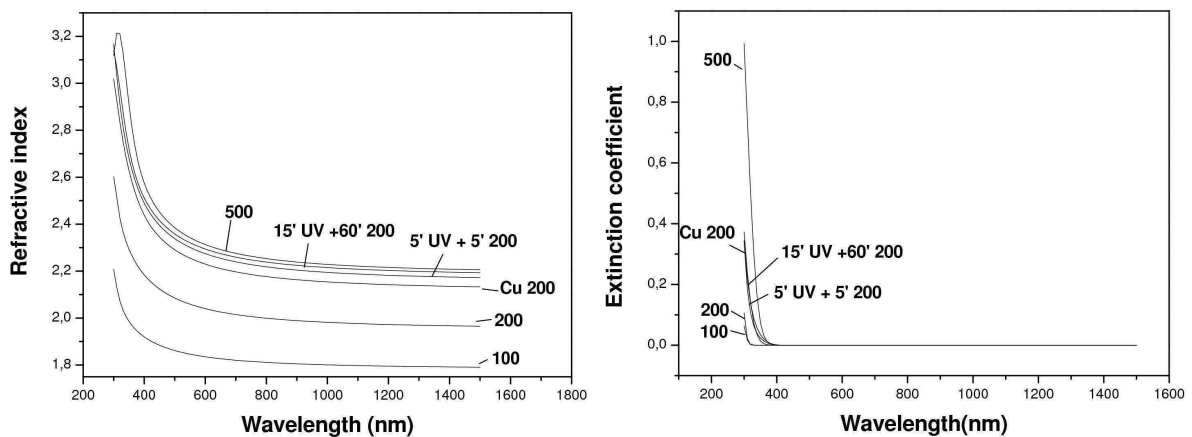 3,2
3,0
2,8
2,6
2,4
2,2
2,0
1,8
Refractive index
500
15' UV +60' 200
5' UV + 5' 200
Cu 200
200
100
200 400 600 800 1000 1200 1400 1600 1800
Wavelength (nm)
1,0
0,8
0,6
0,4
0,2
0,0
Extinction coefficient
500
Cu 200
15' UV +60' 200
5' UV + 5' 200
200
100
200 400 600 800 1000 1200 1400 1600
Wavelength(nm)